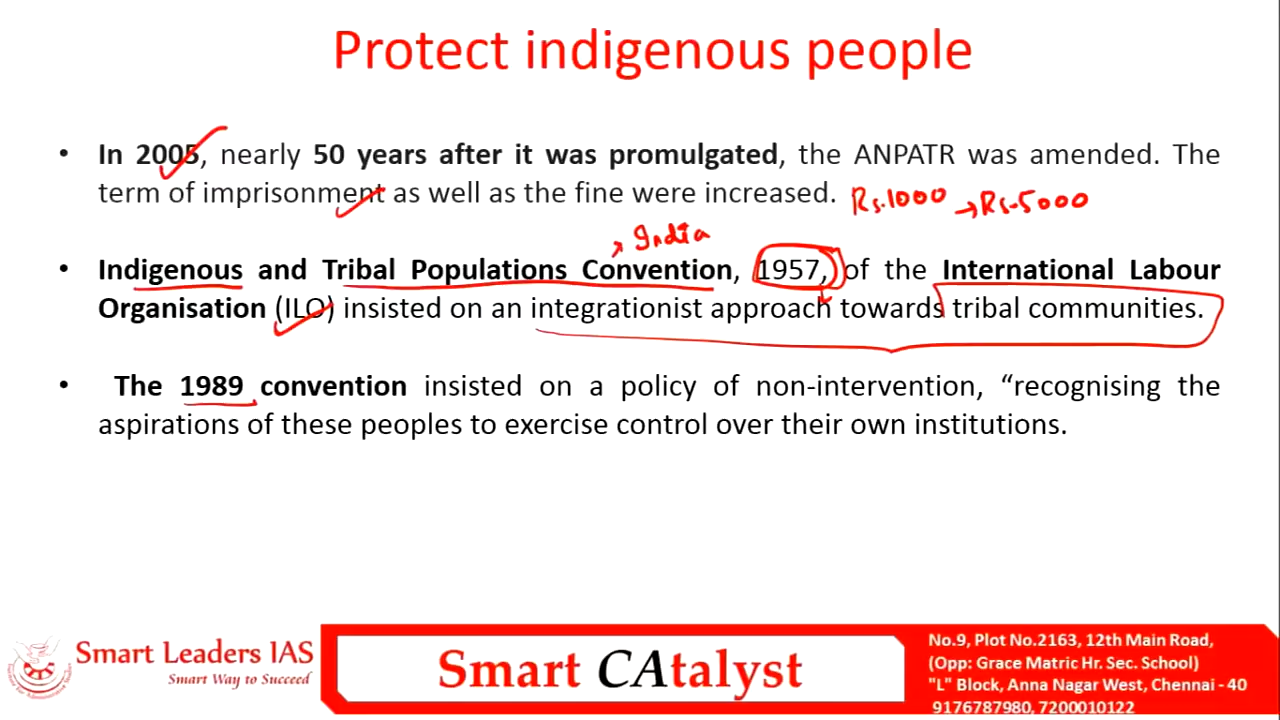 Protect indigenous people
• In 2005, nearly 50 years after it was promulgated, the ANPATR was amended. The
term of imprisonment as well as the fine were increased. Rs.1000 → Rs.5000
→ India
• Indigenous and Tribal Populations Convention, 1957, of the International Labour
Organisation (ILO) insisted on an integrationist approach towards tribal communities.
• The 1989 convention insisted on a policy of non-intervention, “recognising the
aspirations of these peoples to exercise control over their own institutions.
Smart Leaders IAS
Smart Way to Succeed
Smart CAtalyst
No.9, Plot No.2163, 12th Main Road,
(Opp: Grace Matric Hr. Sec. School)
"L" Block, Anna Nagar West, Chennai - 40
9176787980, 7200010122